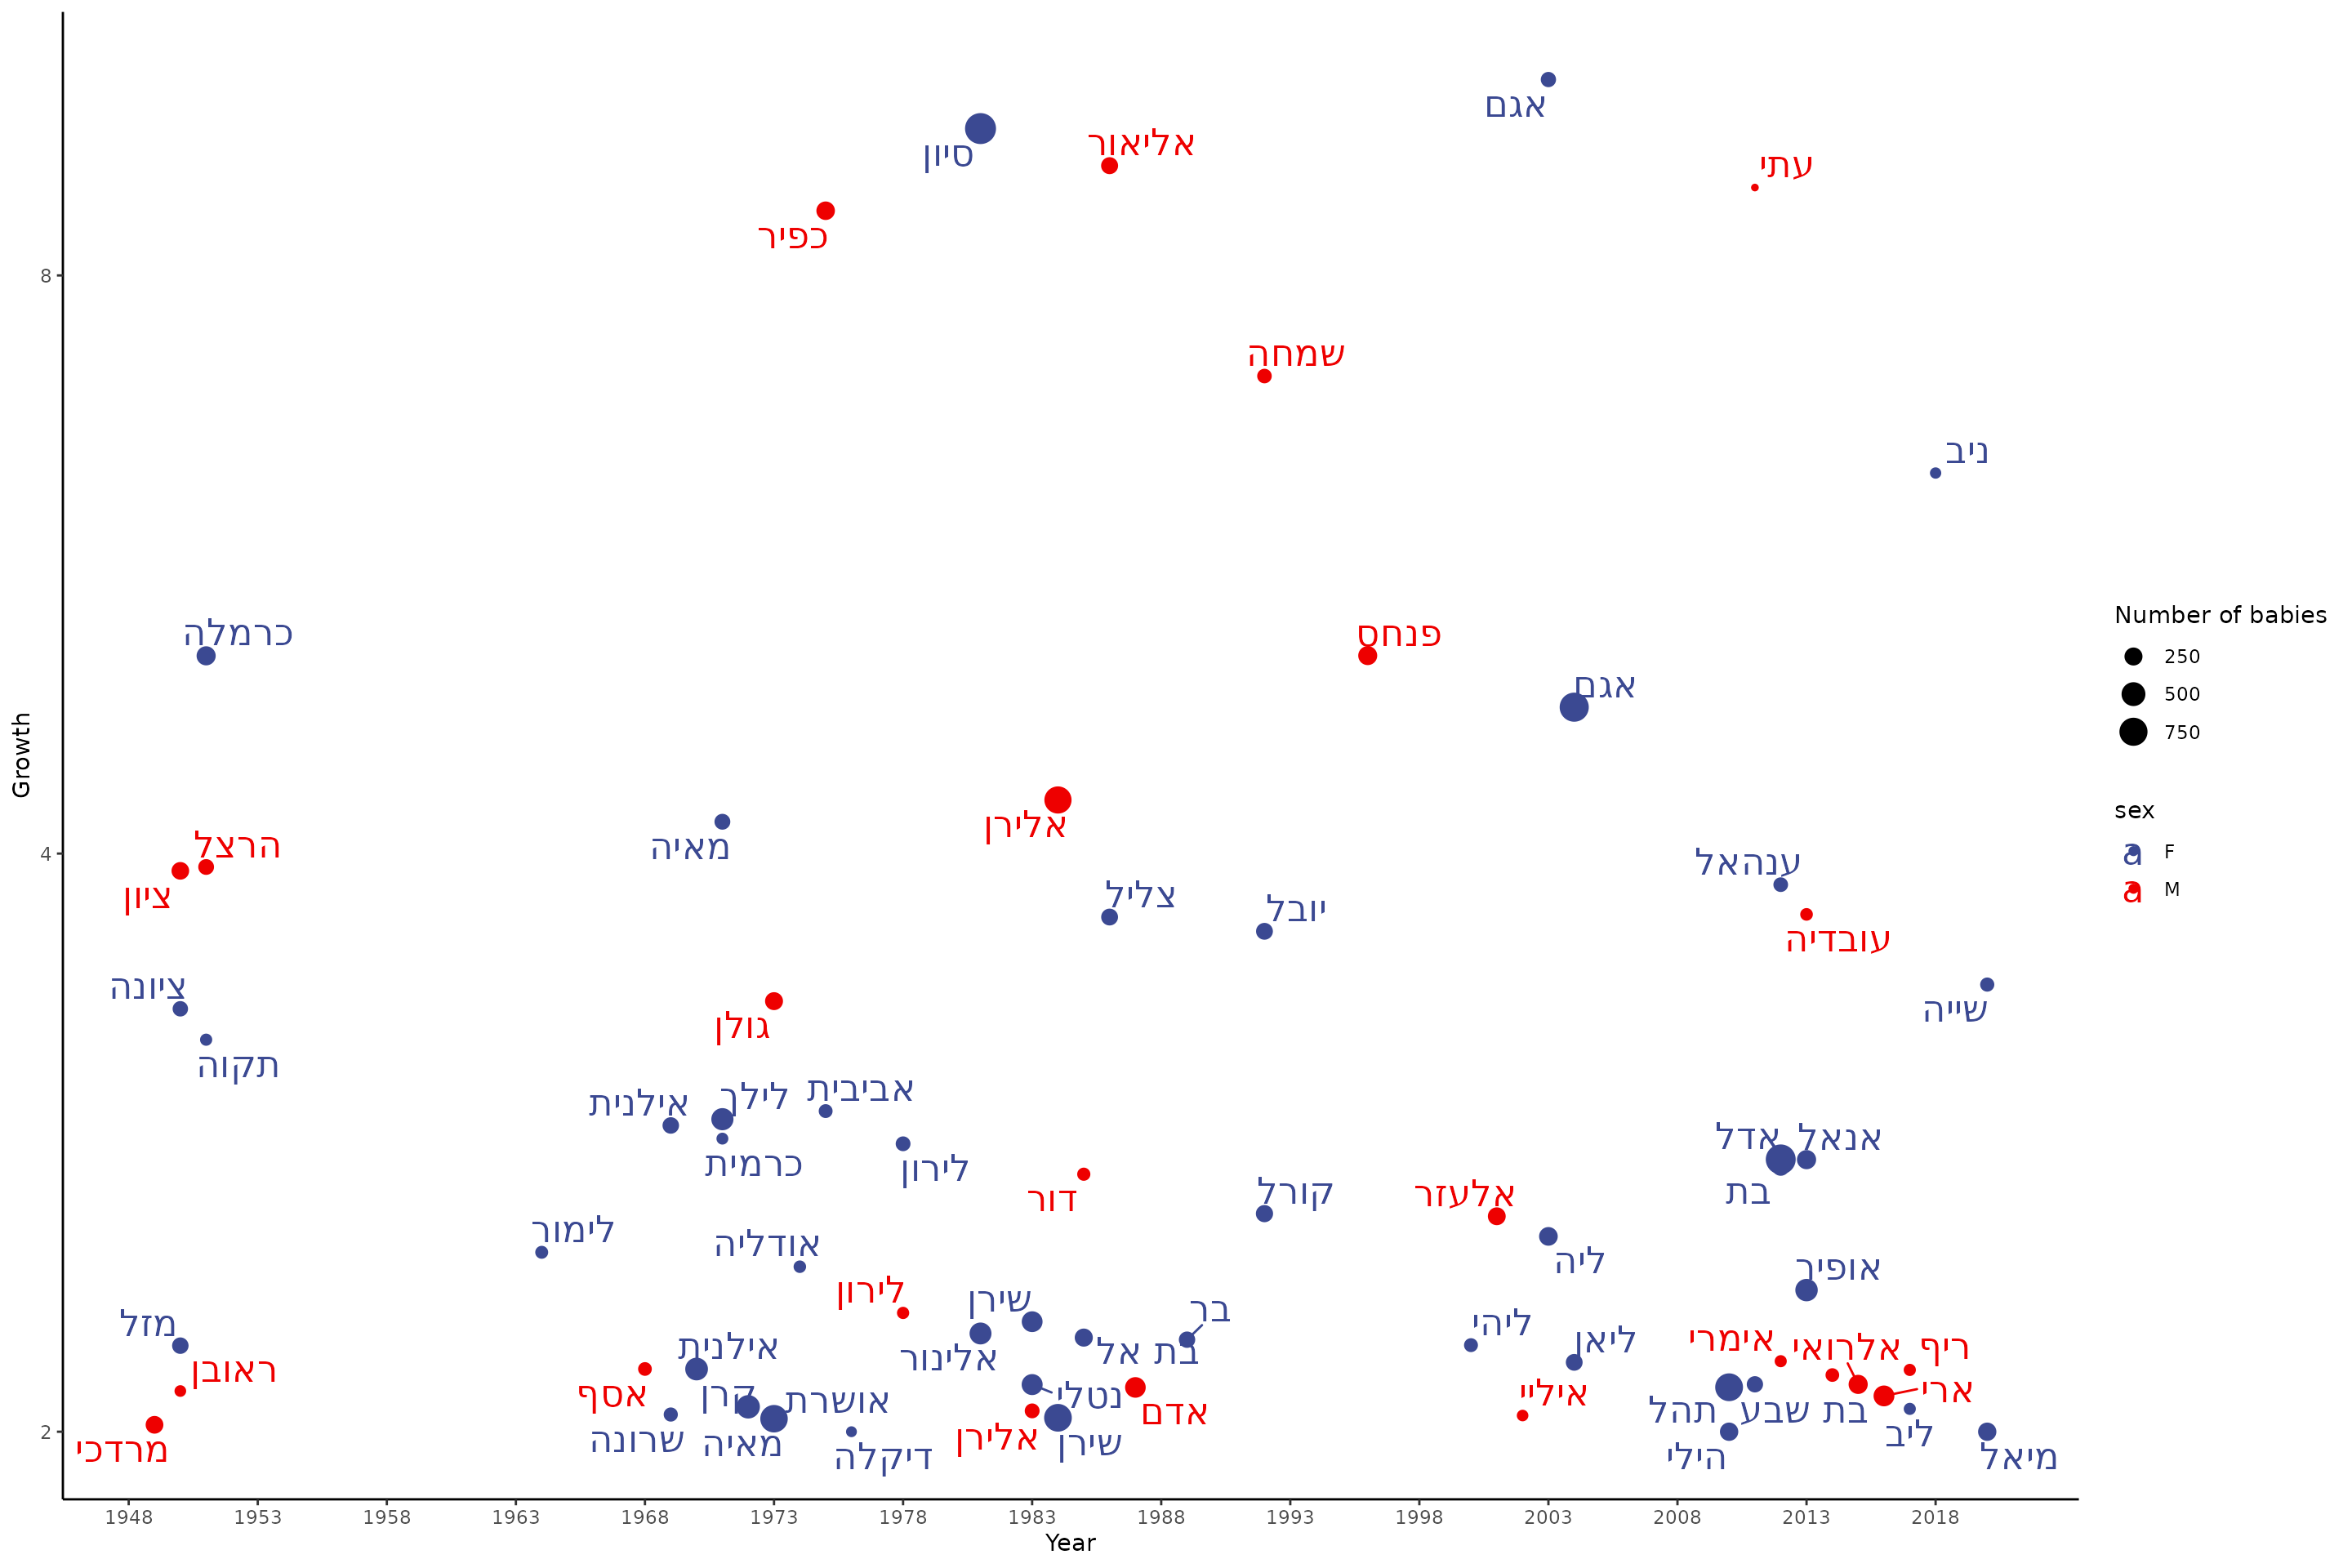 אגם
סיון
אליאור
עתי
כפיר
8
שמחה
ניב
כרמלה
פנחס
אגם
Number of babies
250
500
750
Growth
sex
F
M
4
הרצל
ציון
מאיה
אלירן
צליל
יובל
ענהאל
עובדיה
ציונה
תקוה
גולן
שייה
אילנית
לילך
אביבית
כרמית
לירון
דור
קורל
אלעזר
ליה
אדל
אנאל
בת
לימור
אודליה
לירון
שירן
אלינור
בת אל
בר
ליהי
ליאן
אופיר
מזל
ראובן
מרדכי
אסף
אילנית
קרן
אושרת
שרונה
מאיה
דיקלה
נטלי
אלירן
שירן
אדם
איליי
אימרי
אלרואי
ריף
ארי
תהל
בת שבע
ליב
הילי
מיאל
2
1948 1953 1958 1963 1968 1973 1978 1983 1988 1993 1998 2003 2008 2013 2018
Year